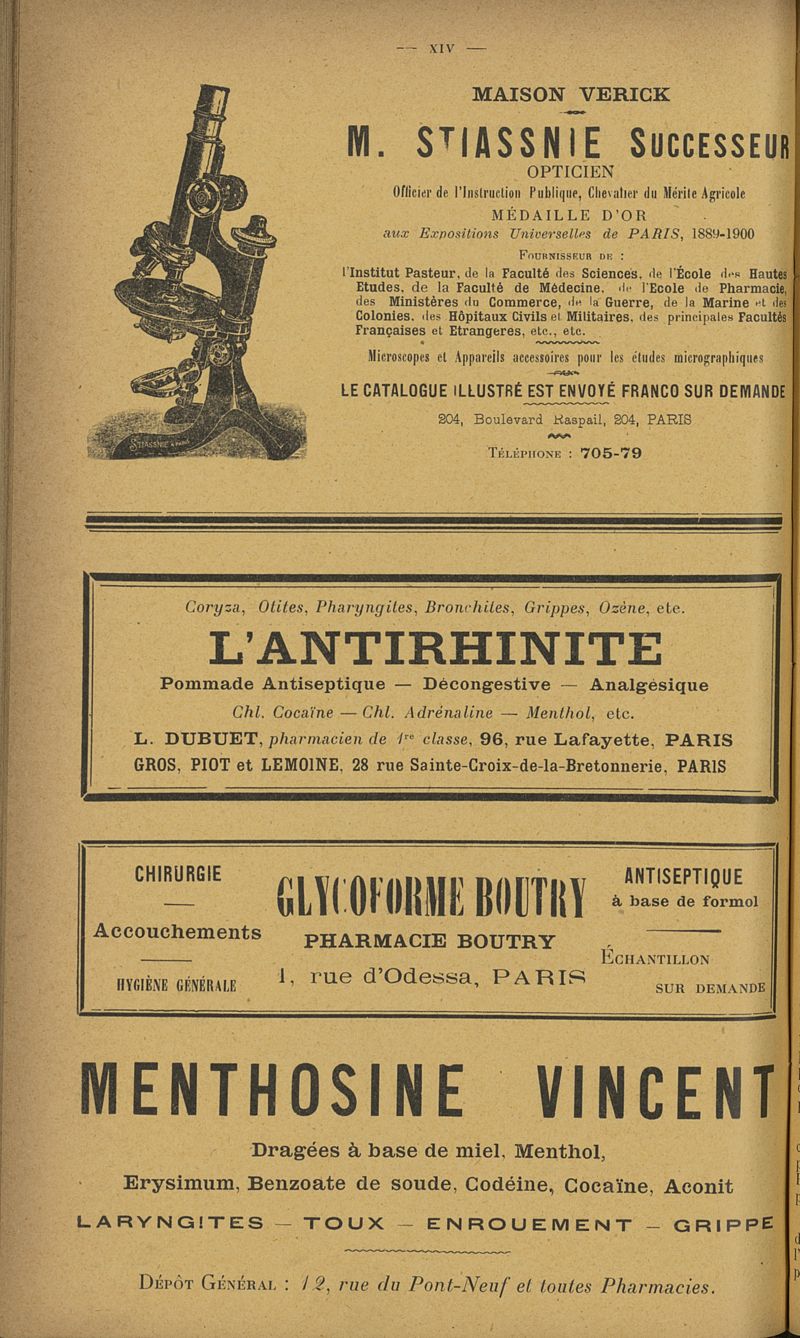 — XIV —
MAISON VERICK
M. STIASSNIE SUCCESSEUR
OPTICIEN
Officier de l'Instruction Publique, Chevalier du Mérite Agricole
MÉDAILLE D'OR
aux Expositions Universelles de PARIS, 1889-1900
FOURNISSEUR DE :
l'Institut Pasteur, de la Faculté des Sciences, de l'École des Hautes
Etudes, de la Faculté de Médecine, de l'Ecole de Pharmacie,
des Ministères du Commerce, de la Guerre, de la Marine et des
Colonies, des Hôpitaux Civils et Militaires, des principales Facultés
Françaises et Etrangères, etc., etc.
Microscopes et Appareils accessoires pour les études micrographiques
LE CATALOGUE ILLUSTRÉ EST ENVOYÉ FRANCO SUR DEMANDE
204, Boulevard Raspail, 204, PARIS
TÉLÉPHONE : 705-79
STIASSNIE A PARIS
Coryza, Otites, Pharyngites, Bronchites, Grippes, Ozène, etc.
L'ANTIRHINITE
Pommade Antiseptique — Décongestive — Analgésique
Chl. Cocaïne — Chl. Adrénaline — Menthol, etc.
L. DUBUET, pharmacien de 1re classe, 96, rue Lafayette, PARIS
GROS, PIOT et LEMOINE, 28 rue Sainte-Croix-de-la-Bretonnerie, PARIS
CHIRURGIE
Accouchements
HYGIÈNE GÉNÉRALE
GLYCOFORME BOUTRY
PHARMACIE BOUTRY
1, rue d'Odessa, PARIS
ANTISEPTIQUE
à base de formol
ÉCHANTILLON
SUR DEMANDE
MENTHOSINE VINCENT
Dragées à base de miel, Menthol,
Erysimum, Benzoate de soude, Codéine, Cocaïne, Aconit
LARYNGITES — TOUX — ENROUEMENT — GRIPPE
DÉPÔT GÉNÉRAL : 12, rue du Pont-Neuf et toutes Pharmacies.